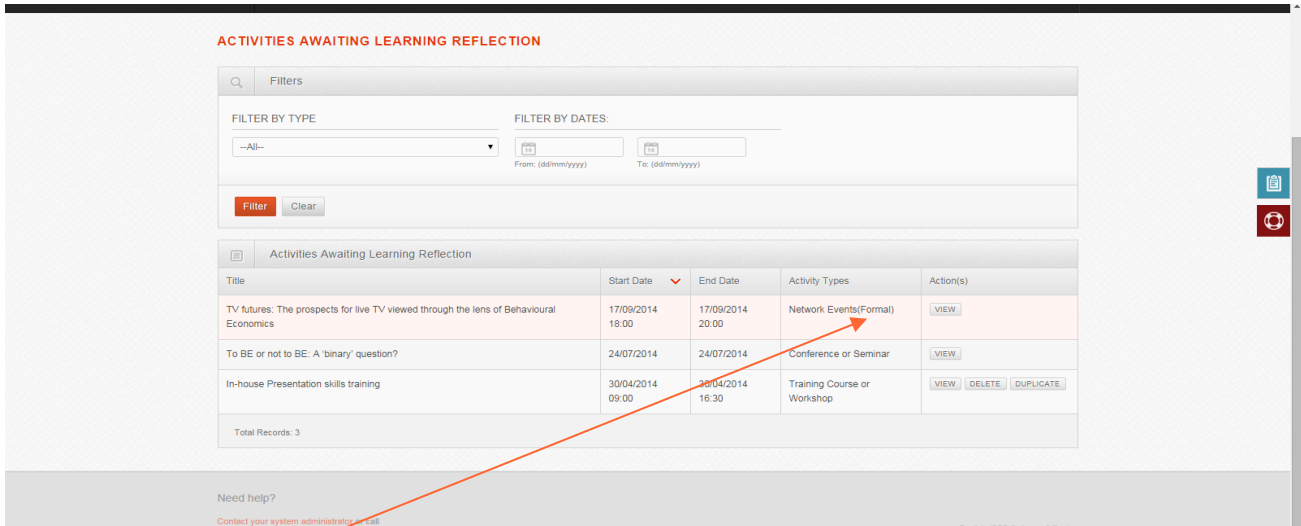 ACTIVITIES AWAITING LEARNING REFLECTION
Filters
FILTER BY TYPE
FILTER BY DATES:
--All--
From: (dd/mm/yyyy)
To: (dd/mm/yyyy)
Filter
Clear
Activities Awaiting Learning Reflection
Title
Start Date
End Date
Activity Types
Action(s)
TV futures: The prospects for live TV viewed through the lens of Behavioural
Economics
17/09/2014
18:00
17/09/2014
20:00
Network Events(Formal)
VIEW
To BE or not to BE: A 'binary' question?
24/07/2014
24/07/2014
Conference or Seminar
VIEW
In-house Presentation skills training
30/04/2014
09:00
30/04/2014
16:30
Training Course or
Workshop
VIEW DELETE DUPLICATE
Total Records: 3
Need help?
Contact your system administrator or call